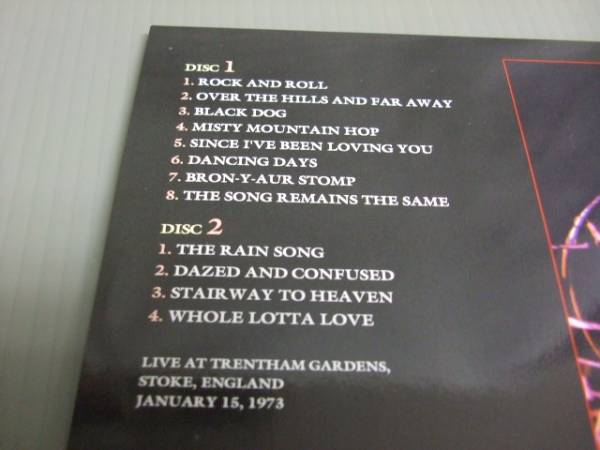 DISC 1
1. ROCK AND ROLL
2. OVER THE HILLS AND FAR AWAY
3. BLACK DOG
4. MISTY MOUNTAIN HOP
5. SINCE I'VE BEEN LOVING YOU
6. DANCING DAYS
7. BRON-Y-AUR STOMP
8. THE SONG REMAINS THE SAME
DISC 2
1. THE RAIN SONG
2. DAZED AND CONFUSED
3. STAIRWAY TO HEAVEN
4. WHOLE LOTTA LOVE
LIVE AT TRENTHAM GARDENS,
STOKE, ENGLAND
JANUARY 15, 1973